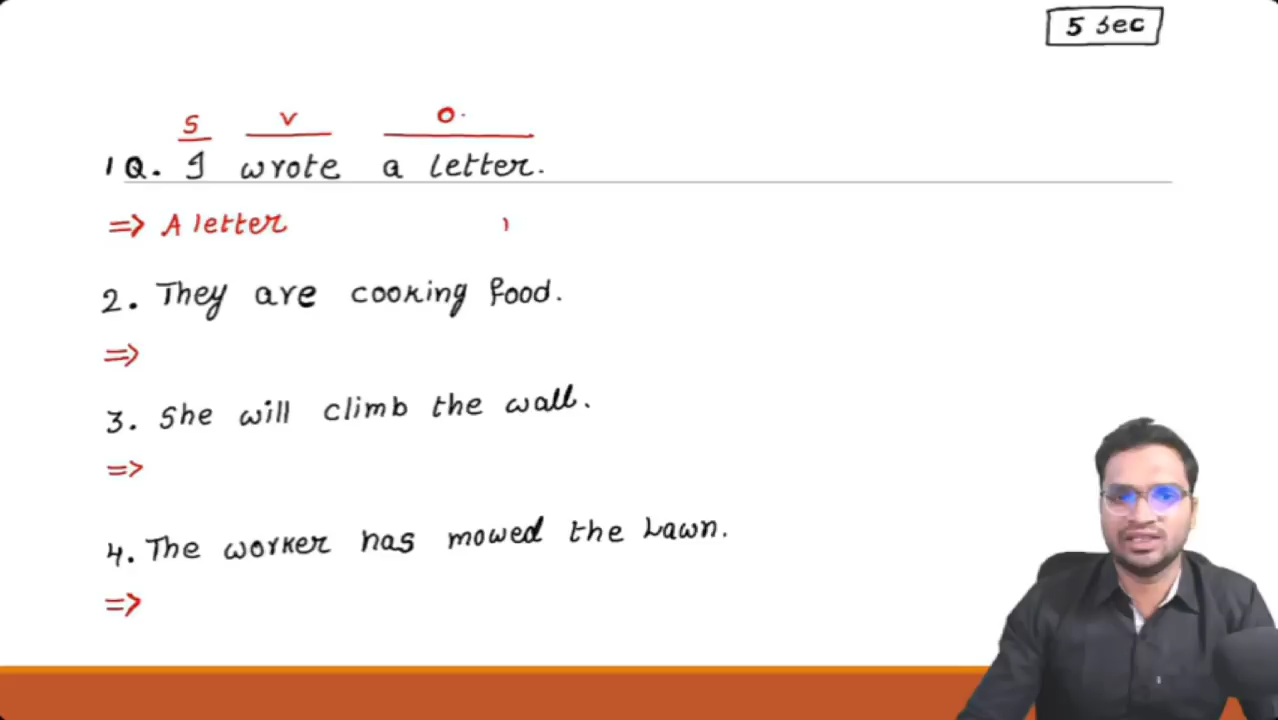 5 sec
S V O.
1 Q. I wrote a letter.
=> A letter
2. They are cooking food.
=>
3. She will climb the wall.
=>
4. The worker has mowed the Lawn.
=>